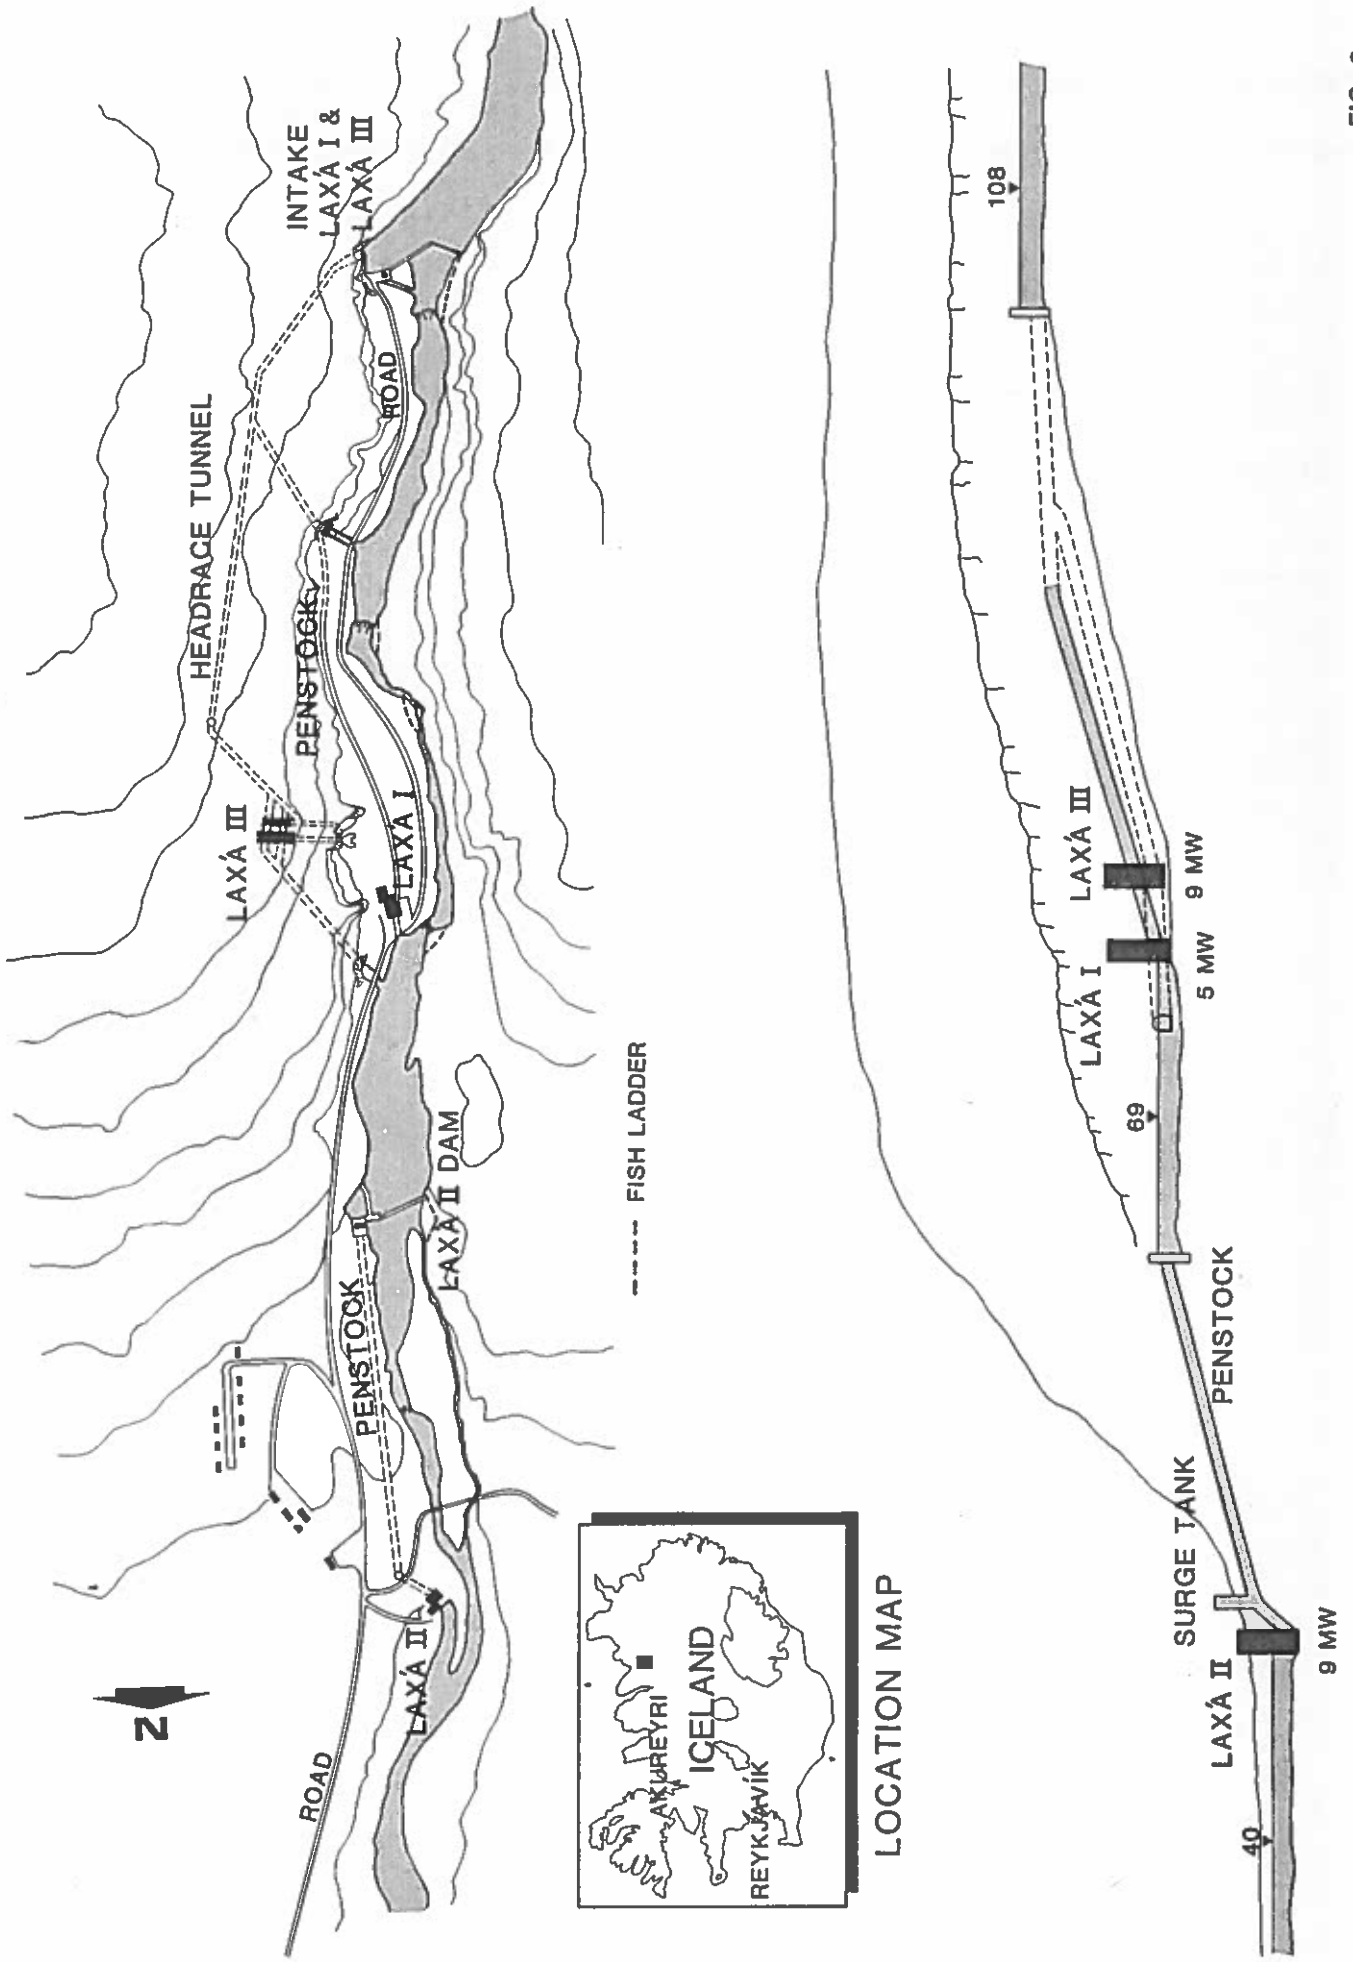 INTAKE
LAXÁ I &
LAXÁ III
ROAD
HEADRACE TUNNEL
PENSTOCK
LAXÁ III
LAXÁ I
LAXÁ II DAM
---- FISH LADDER
PENSTOCK
LAXÁ II
N
ROAD
AKUREYRI
ICELAND
REYKJAVÍK
LOCATION MAP
108
LAXÁ III
9 MW
LAXÁ I
5 MW
69
PENSTOCK
SURGE TANK
LAXÁ II
9 MW
40